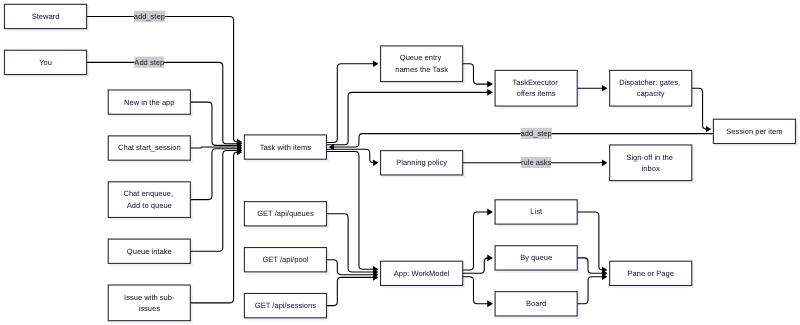 Steward
add_step
You
Add step
New in the app
Chat start_session
Chat enqueue,
Add to queue
Queue intake
Issue with sub-
issues
Task with items
GET /api/queues
GET /api/pool
GET /api/sessions
Queue entry
names the Task
Planning policy
App: WorkModel
TaskExecutor
offers items
add_step
rule asks
List
By queue
Board
Dispatcher: gates,
capacity
Sign-off in the
inbox
Pane or Page
Session per item